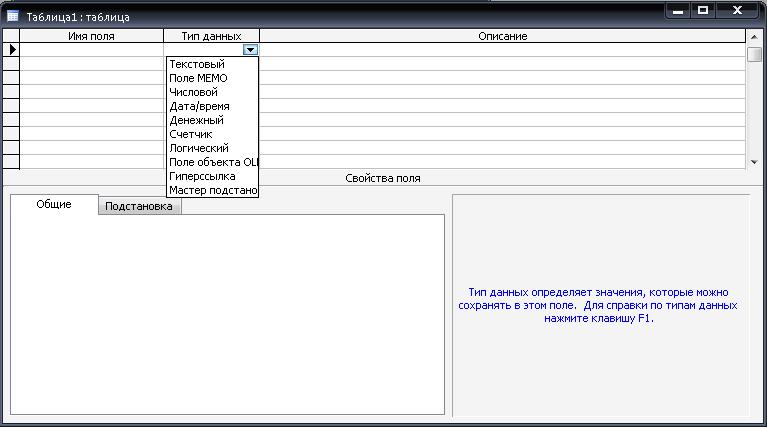 Таблица1 : таблица
Имя поля Тип данных Описание
Текстовый
Поле MEMO
Числовой
Дата/время
Денежный
Счетчик
Логический
Поле объекта OL
Гиперссылка
Мастер подстано
Свойства поля
Общие Подстановка
Тип данных определяет значения, которые можно
сохранять в этом поле. Для справки по типам данных
нажмите клавишу F1.